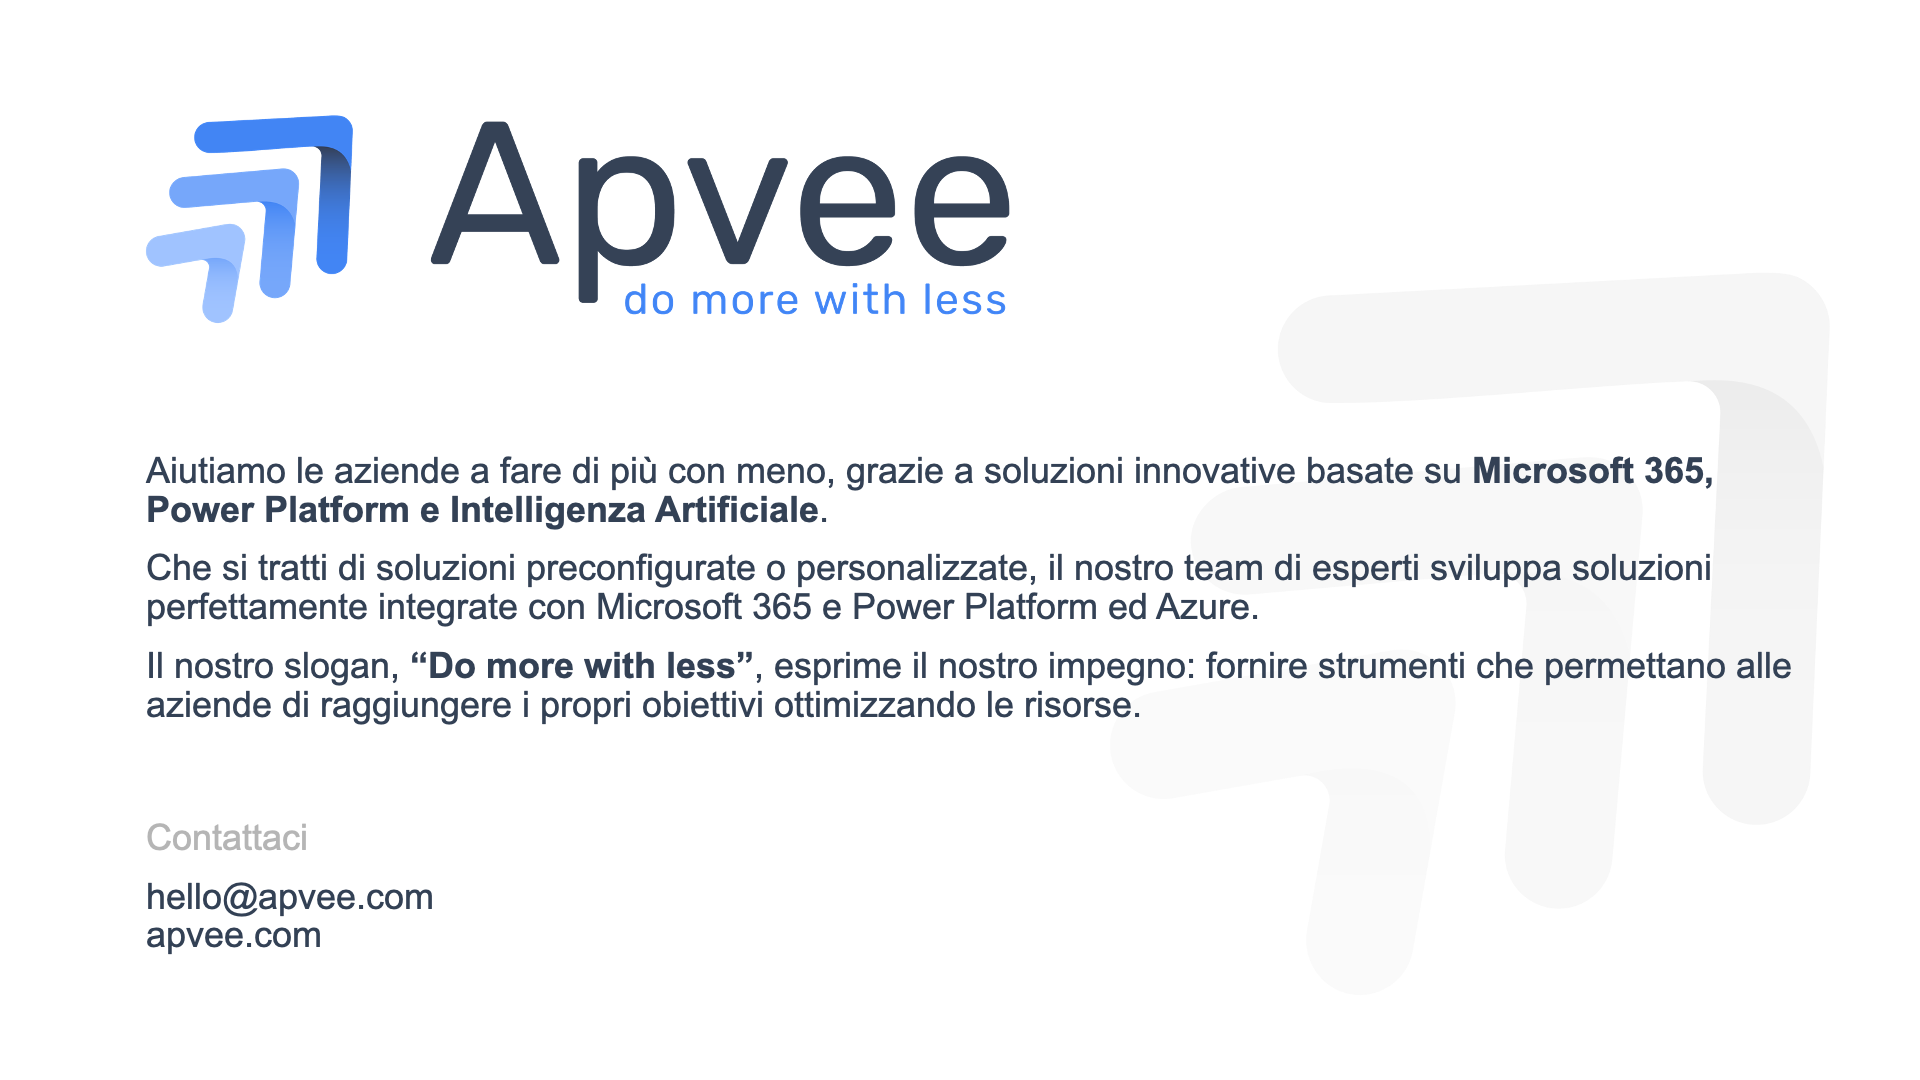 Apvee
do more with less
Aiutiamo le aziende a fare di più con meno, grazie a soluzioni innovative basate su Microsoft 365,
Power Platform e Intelligenza Artificiale.
Che si tratti di soluzioni preconfigurate o personalizzate, il nostro team di esperti sviluppa soluzioni
perfettamente integrate con Microsoft 365 e Power Platform ed Azure.
Il nostro slogan, “Do more with less”, esprime il nostro impegno: fornire strumenti che permettano alle
aziende di raggiungere i propri obiettivi ottimizzando le risorse.
Contattaci
hello@apvee.com
apvee.com